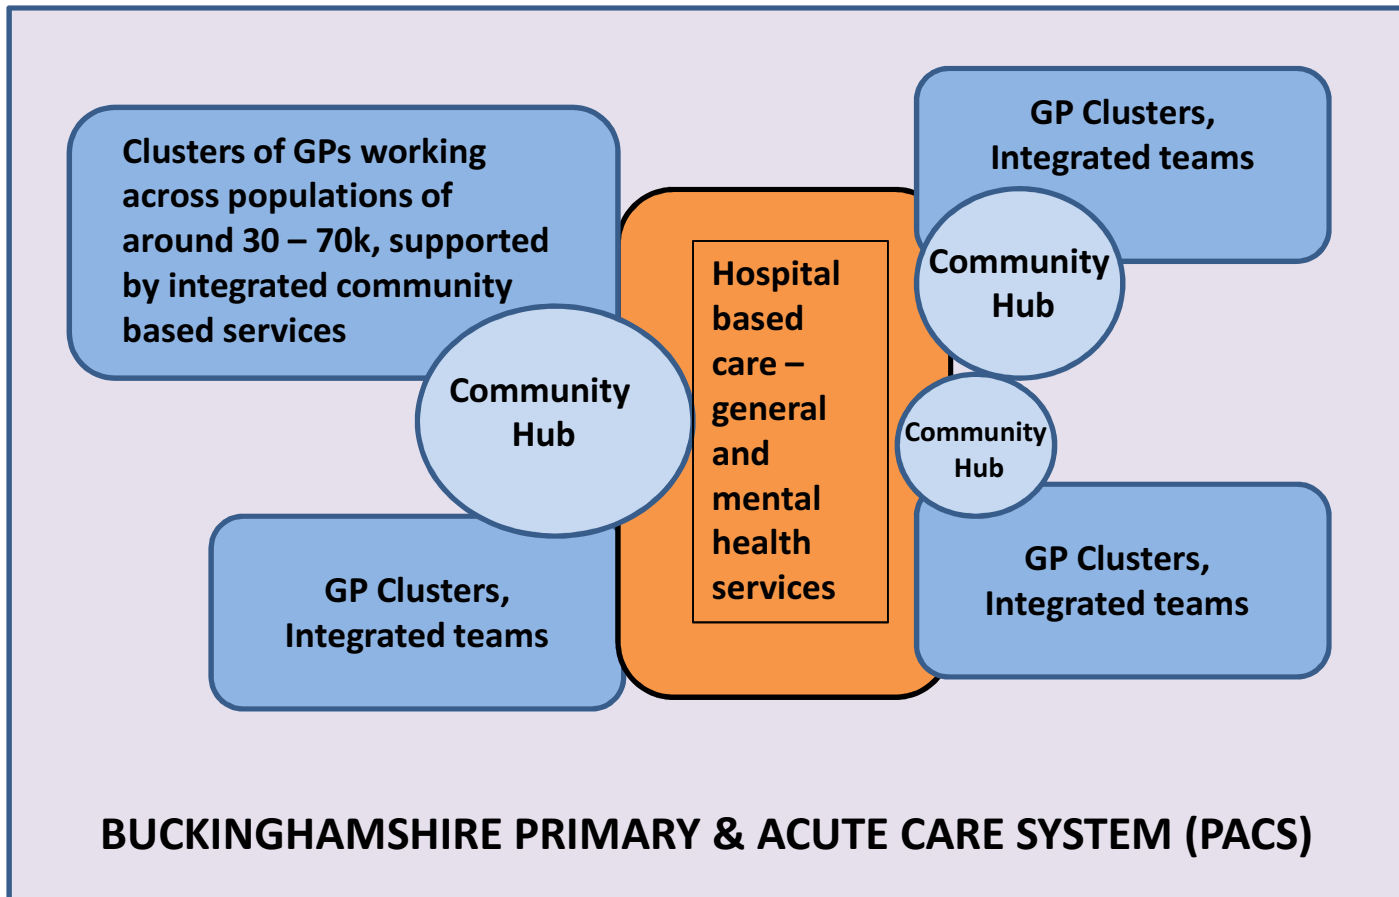 Clusters of GPs working
across populations of
around 30 – 70k, supported
by integrated community
based services
Community
Hub
GP Clusters,
Integrated teams
Hospital
based
care –
general
and
mental
health
services
GP Clusters,
Integrated teams
Community
Hub
Community
Hub
GP Clusters,
Integrated teams
BUCKINGHAMSHIRE PRIMARY & ACUTE CARE SYSTEM (PACS)